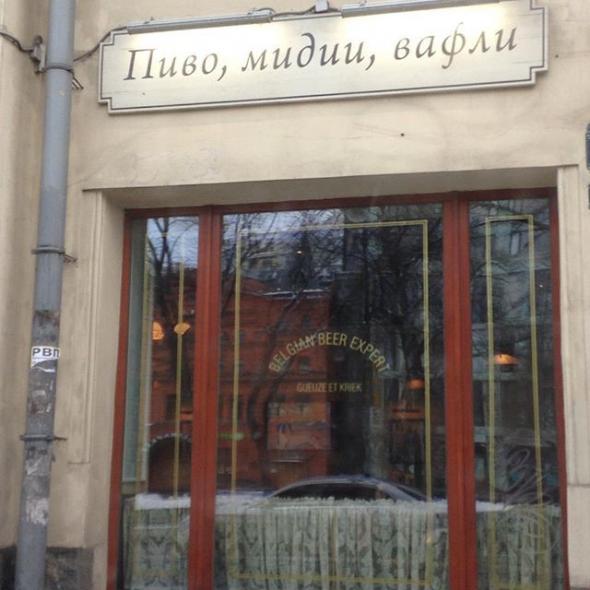 Пиво, мидии, вафли
BELGIAN BEER EXPERT
GUEUZE ET KRIEK
РВП